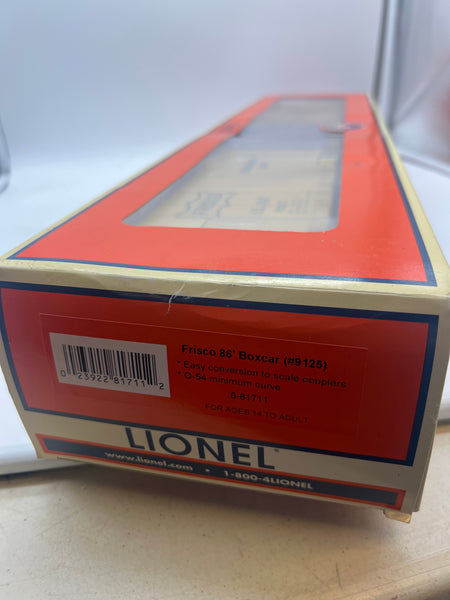 Frisco 86' Boxcar (#9125)
* Easy conversion to scale couplers
* O-54 minimum curve
6-81711
FOR AGES 14 TO ADULT
0 23922 81711 2
LIONEL
www.lionel.com • 1-800-4LIONEL